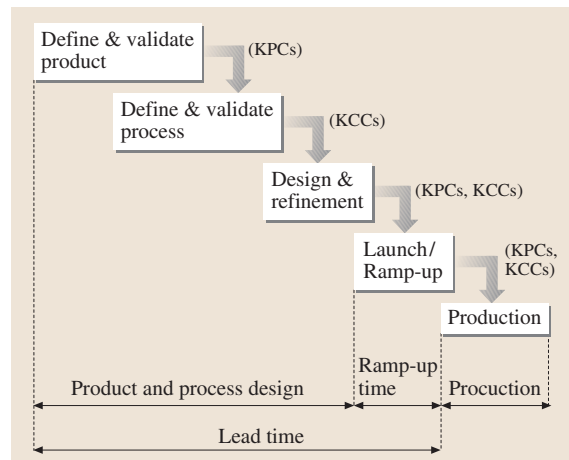 Define & validate
product
(KPCs)
Define & validate
process
(KCCs)
Design &
refinement
(KPCs, KCCs)
Launch/
Ramp-up
(KPCs,
KCCs)
Production
Product and process design
Ramp-up
time
Procuction
Lead time